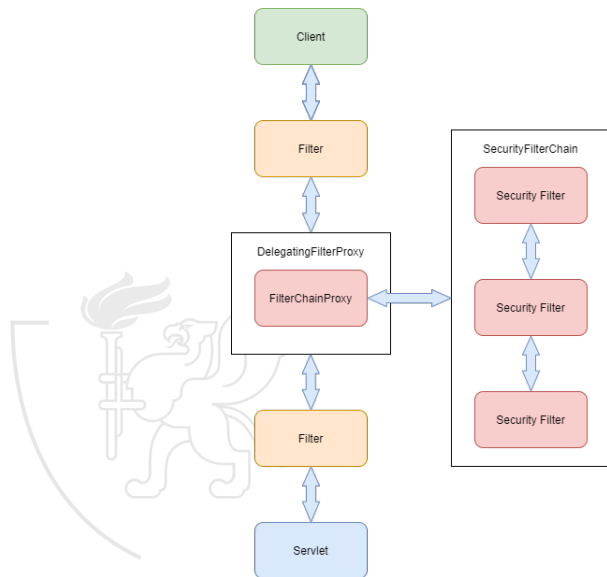 Client
Filter
DelegatingFilterProxy
FilterChainProxy
Filter
Servlet
SecurityFilterChain
Security Filter
Security Filter
Security Filter